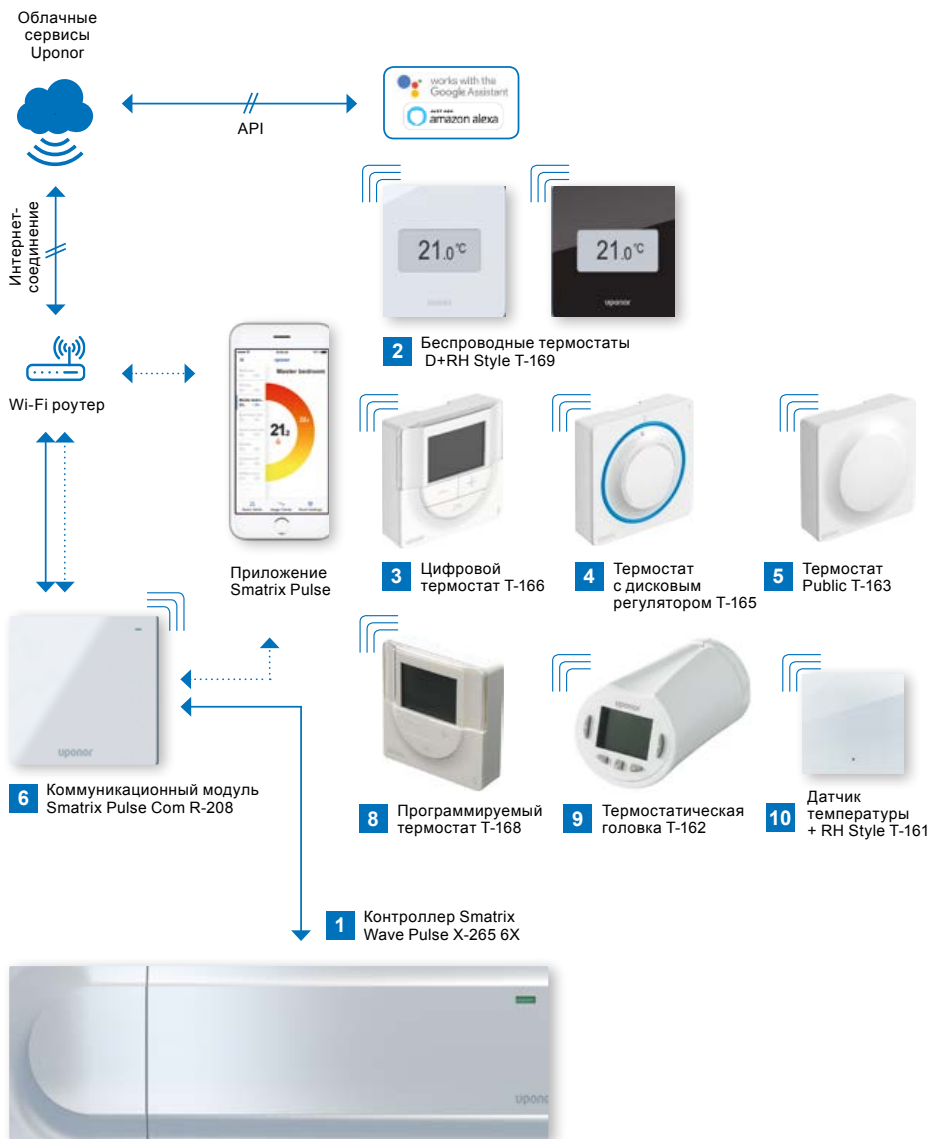 Облачные
сервисы
Uponor
API
works with the
Google Assistant
amazon alexa
Интернет-
соединение
21.0°C
uponor
21.0°C
uponor
2
Беспроводные термостаты
D+RH Style T-169
Wi-Fi роутер
uponor
Master bedroom
21.2
Приложение
Smatrix Pulse
3
Цифровой
термостат T-166
4
Термостат
с дисковым
регулятором T-165
5
Термостат
Public T-163
uponor
6
Коммуникационный модуль
Smatrix Pulse Com R-208
8
Программируемый
термостат T-168
uponor
9
Термостатическая
головка T-162
10
Датчик
температуры
+ RH Style T-161
1
Контроллер Smatrix
Wave Pulse X-265 6X
upono